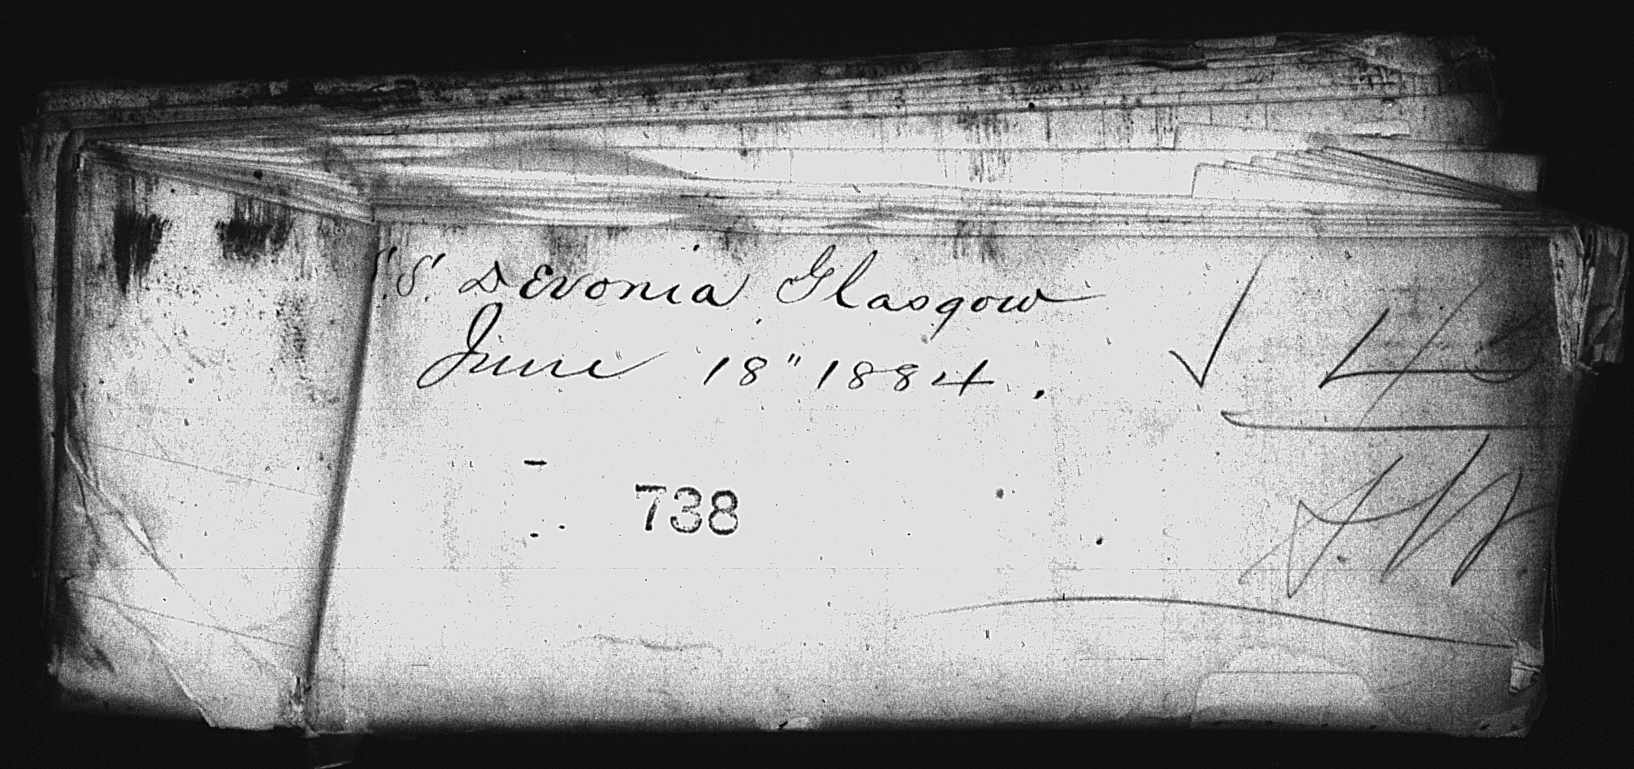 S.S. Devonia Glasgow
June 18" 1884.
738